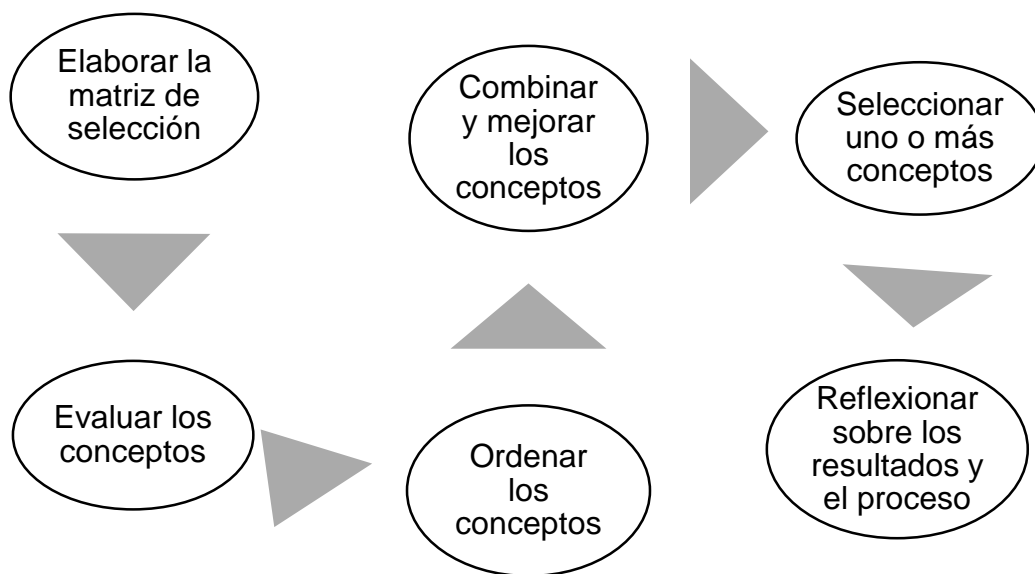 Elaborar la
matriz de
selección
Evaluar los
conceptos
Ordenar
los
conceptos
Combinar
y mejorar
los
conceptos
Seleccionar
uno o más
conceptos
Reflexionar
sobre los
resultados y
el proceso